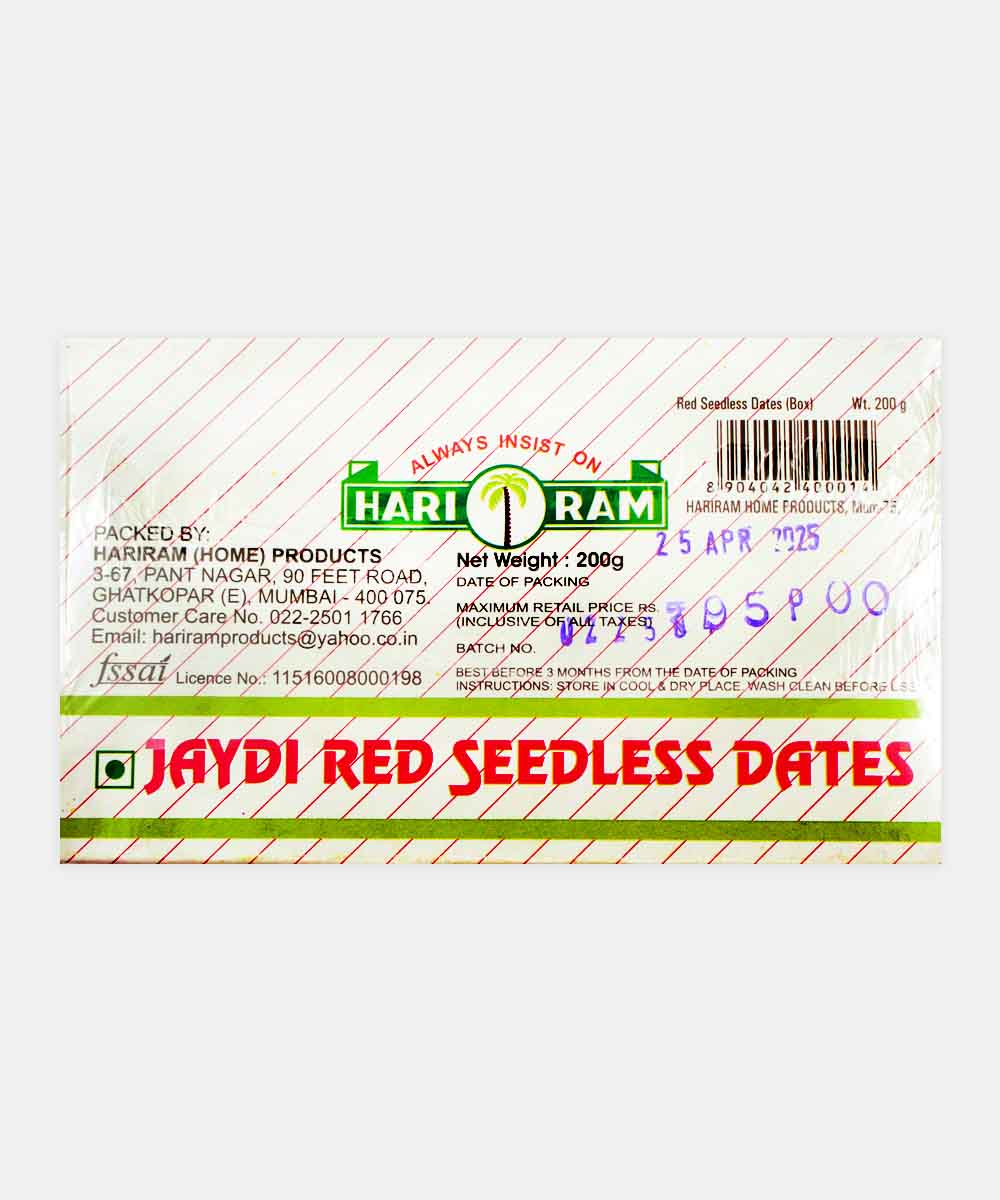 Red Seedless Dates (Box) Wt. 200 g
8 904042 400014
HARIRAM HOME PRODUCTS, Mum-75.
ALWAYS INSIST ON
HARI RAM
25 APR 2025
PACKED BY:
HARIRAM (HOME) PRODUCTS
3-67, PANT NAGAR, 90 FEET ROAD,
GHATKOPAR (E), MUMBAI - 400 075.
Customer Care No. 022-2501 1766
Email: hariramproducts@yahoo.co.in
fssai Licence No.: 11516008000198
Net Weight : 200g
DATE OF PACKING
MAXIMUM RETAIL PRICE RS.
(INCLUSIVE OF ALL TAXES)
BATCH NO.
BEST BEFORE 3 MONTHS FROM THE DATE OF PACKING
INSTRUCTIONS: STORE IN COOL & DRY PLACE. WASH CLEAN BEFORE
JAYDI RED SEEDLESS DATES